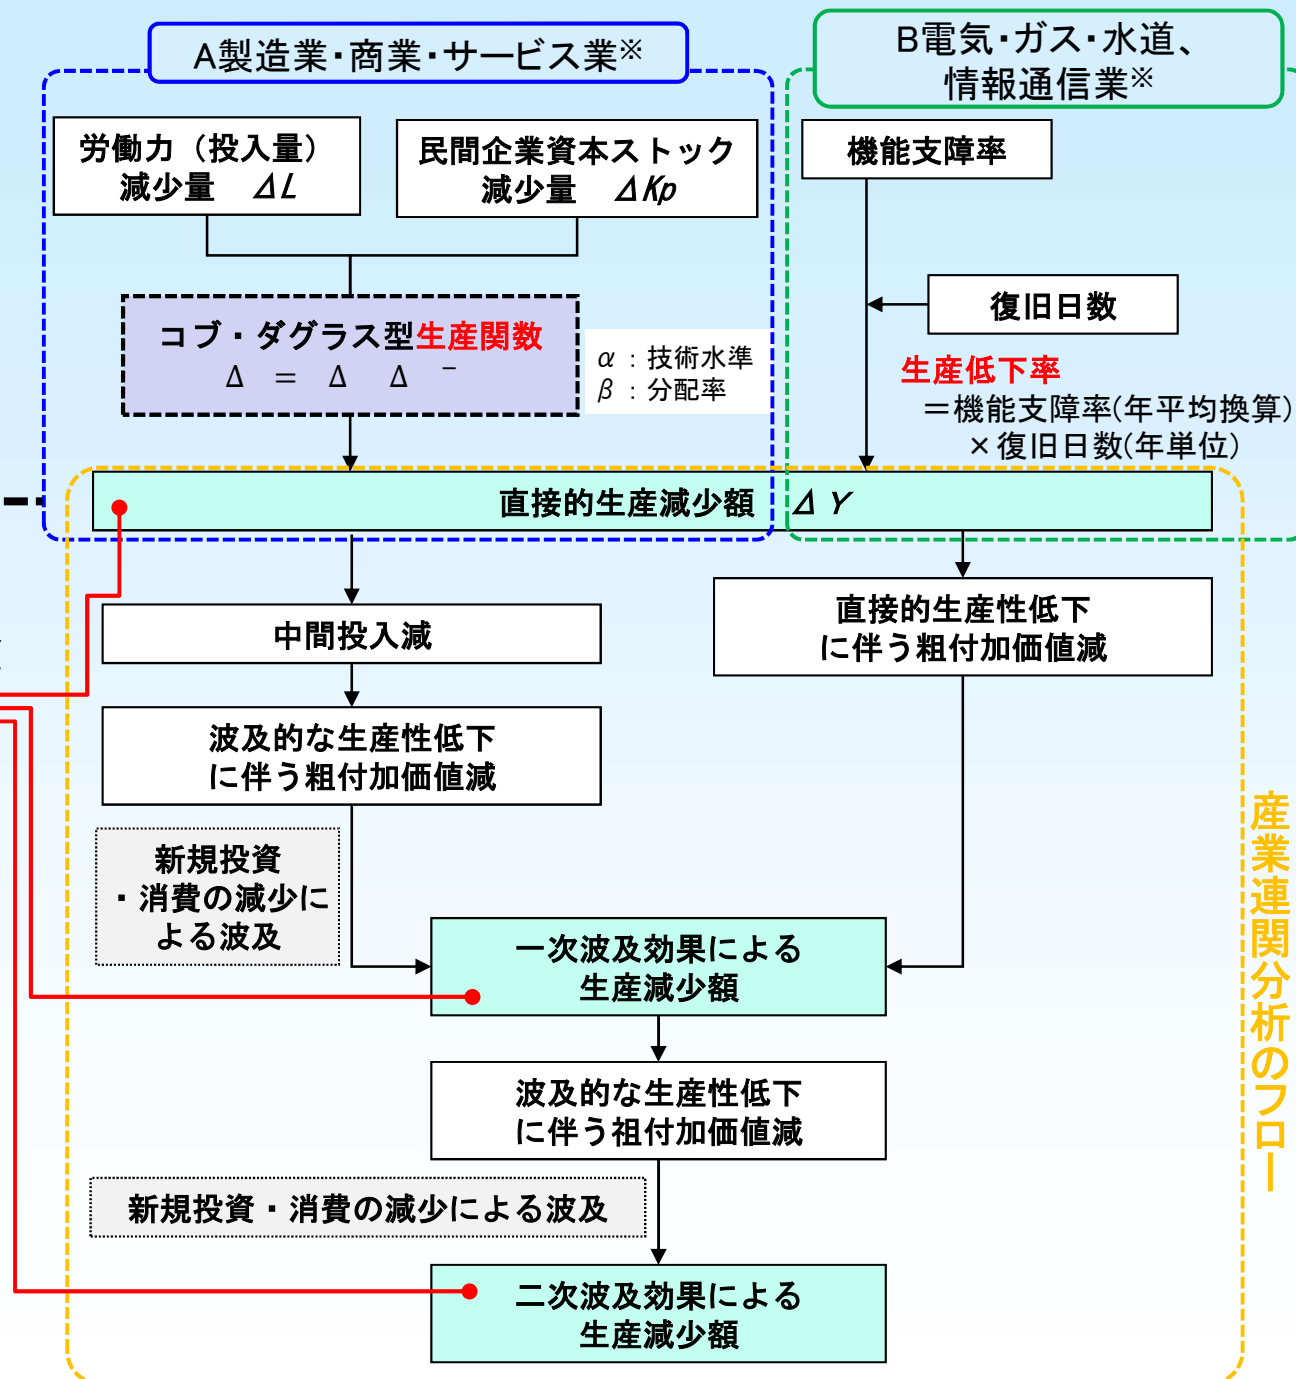 A製造業・商業・サービス業※
B電気・ガス・水道、
情報通信業※
労働力（投入量）
減少量　ΔL
民間企業資本ストック
減少量　ΔKp
機能支障率
復旧日数
コブ・ダグラス型生産関数
Δ ＝ Δ Δ －
α：技術水準
β：分配率
生産低下率
＝機能支障率(年平均換算)
×復旧日数(年単位)
直接的生産減少額　ΔY
中間投入減
直接的生産性低下
に伴う粗付加価値減
波及的な生産性低下
に伴う粗付加価値減
新規投資
・消費の減少に
よる波及
一次波及効果による
生産減少額
波及的な生産性低下
に伴う祖付加価値減
新規投資・消費の減少による波及
二次波及効果による
生産減少額
産業連関分析のフロー